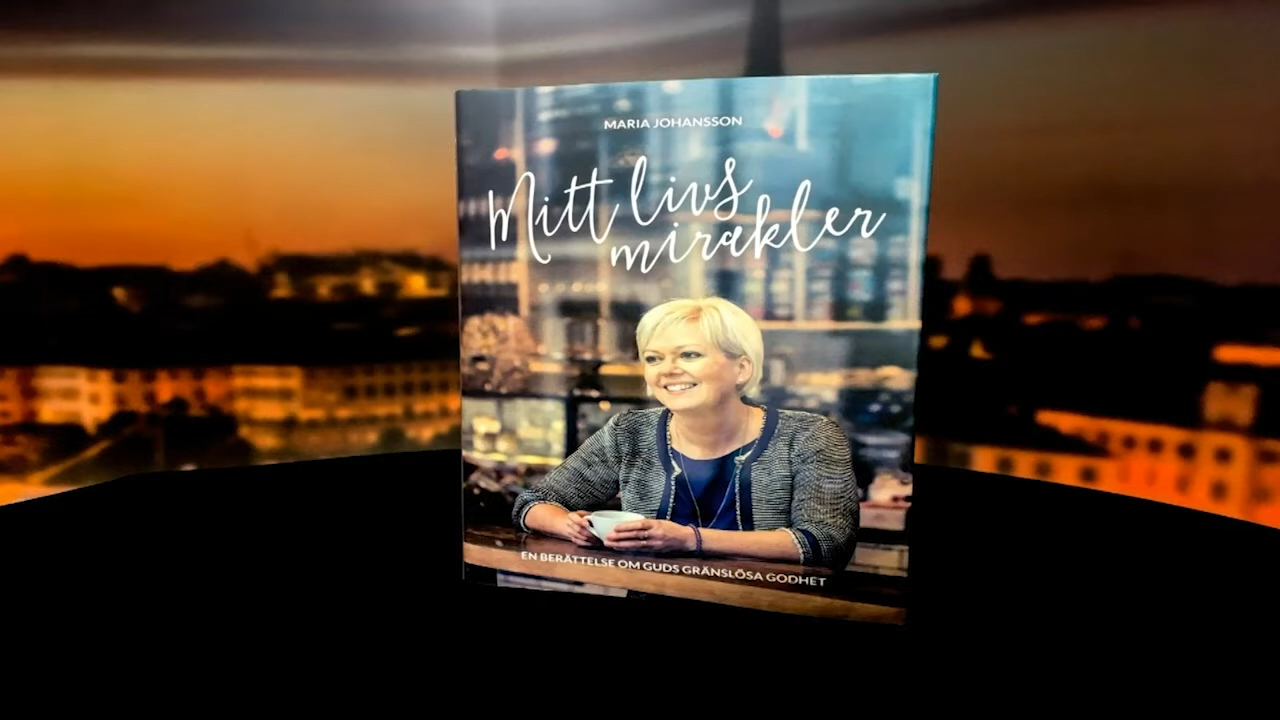 MARIA JOHANSSON
Mitt livs
mirakler
EN BERÄTTELSE OM GUDS GRÄNSLÖSA GODHET